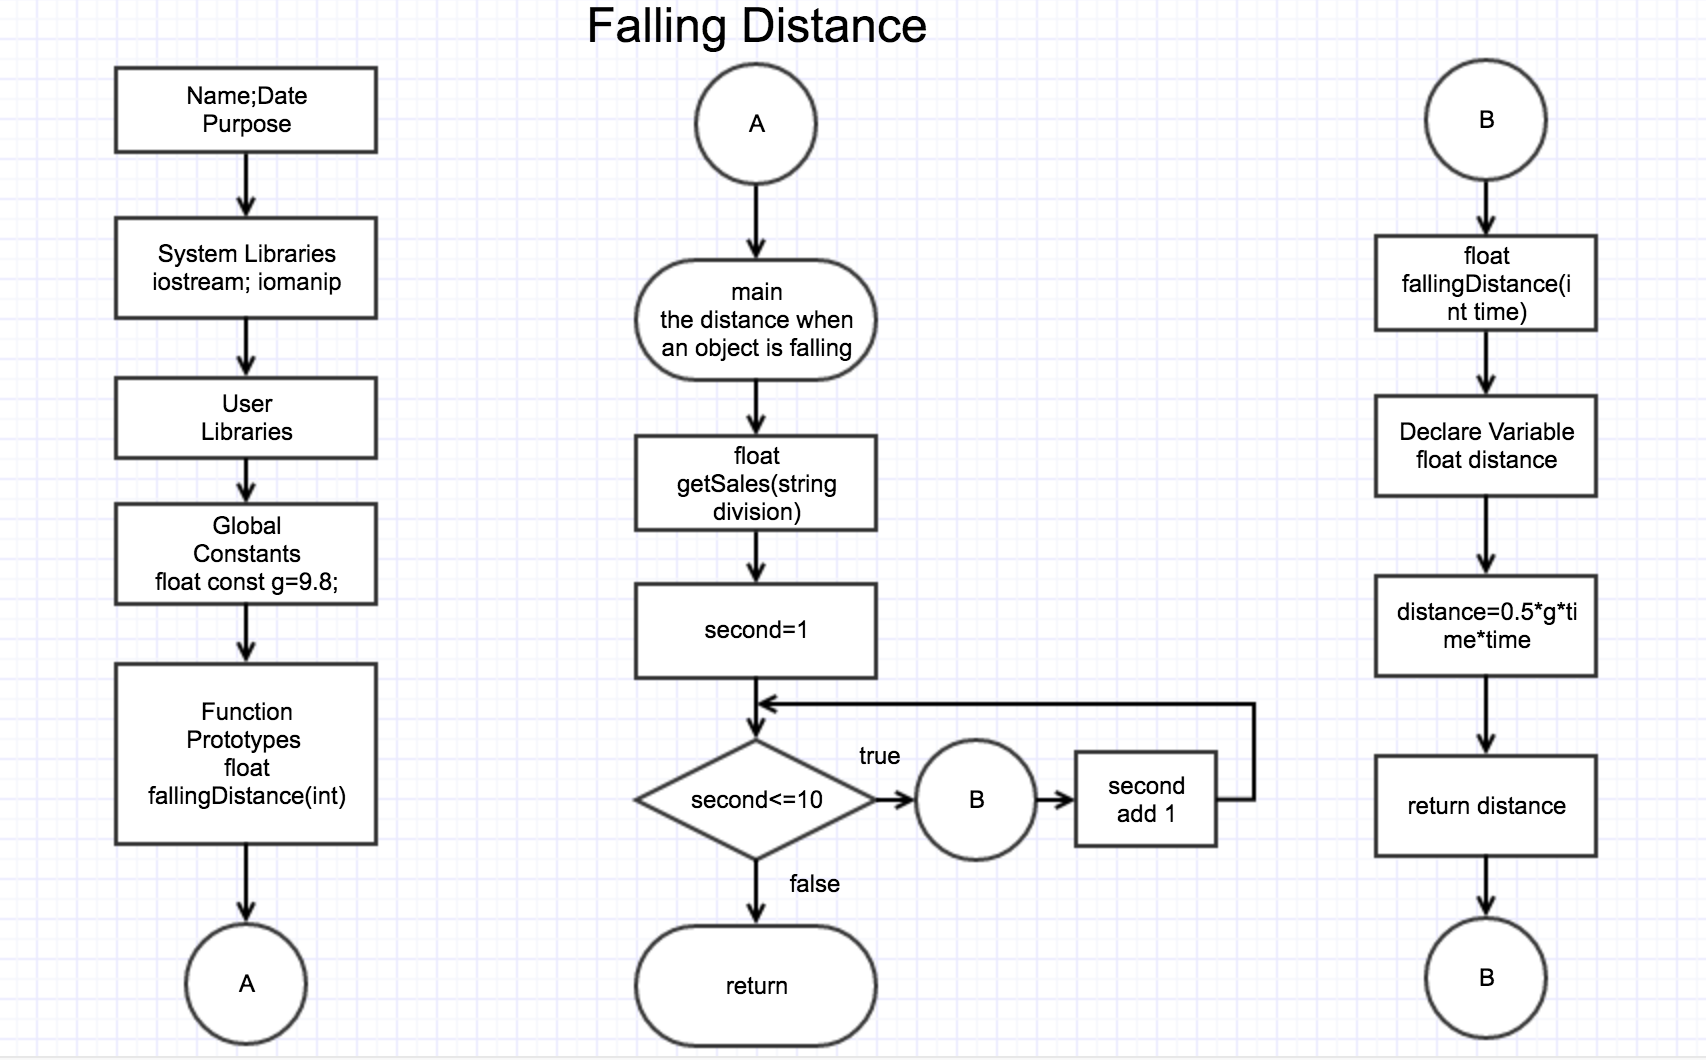 Falling Distance
Name;Date
Purpose
System Libraries
iostream; iomanip
User
Libraries
Global
Constants
float const g=9.8;
Function
Prototypes
float
fallingDistance(int)
A
A
main
the distance when
an object is falling
float
getSales(string
division)
second=1
second<=10
true
B
second
add 1
false
return
B
float
fallingDistance(i
nt time)
Declare Variable
float distance
distance=0.5*g*ti
me*time
return distance
B